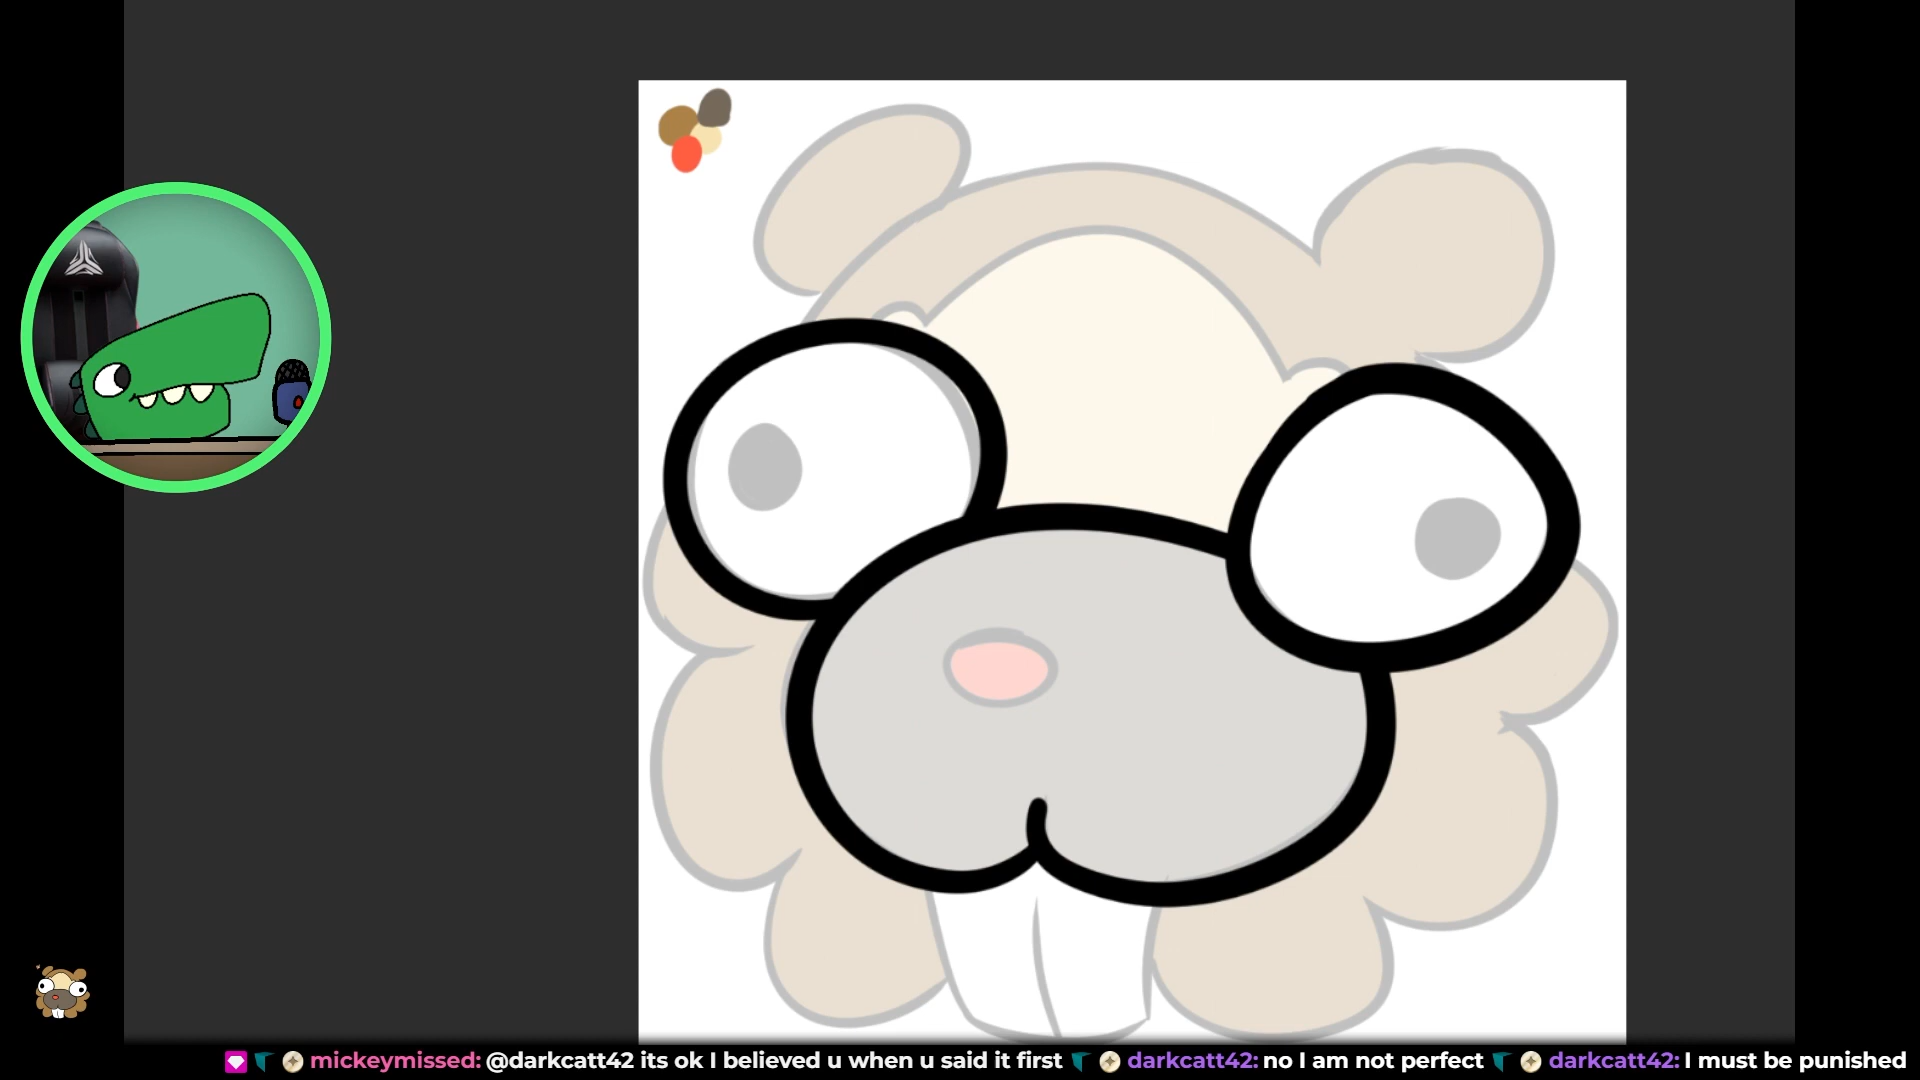 mickeymissed: @darkcatt42 its ok I believed u when u said it first darkcatt42: no I am not perfect darkcatt42: I must be punished